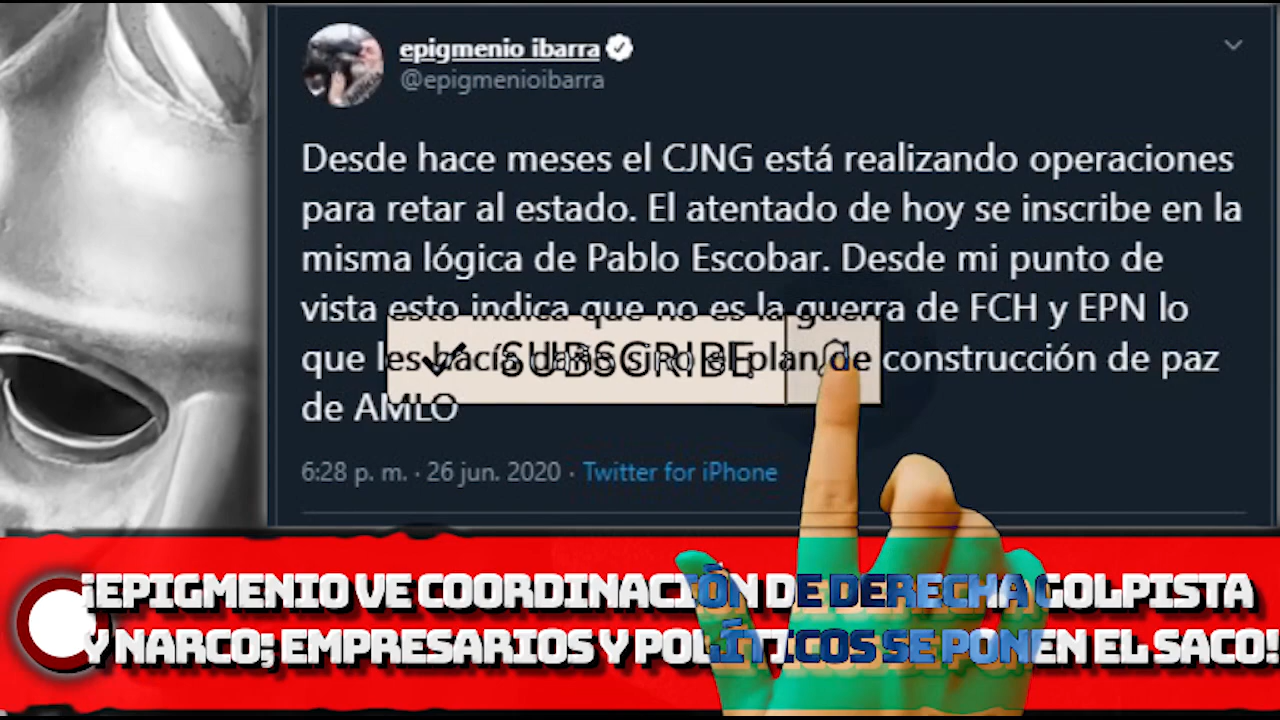 epigmenio ibarra
@epigmenioibarra
Desde hace meses el CJNG está realizando operaciones
para retar al estado. El atentado de hoy se inscribe en la
misma lógica de Pablo Escobar. Desde mi punto de
vista esto indica que no es la guerra de FCH y EPN lo
que les hacía daño sino el plan de construcción de paz
SUBSCRIBE
de AMLO
6:28 p. m. · 26 jun. 2020 · Twitter for iPhone
¡EPIGMENIO VE COORDINACIÓN DE DERECHA GOLPISTA
Y NARCO; EMPRESARIOS Y POLÍTICOS SE PONEN EL SACO!